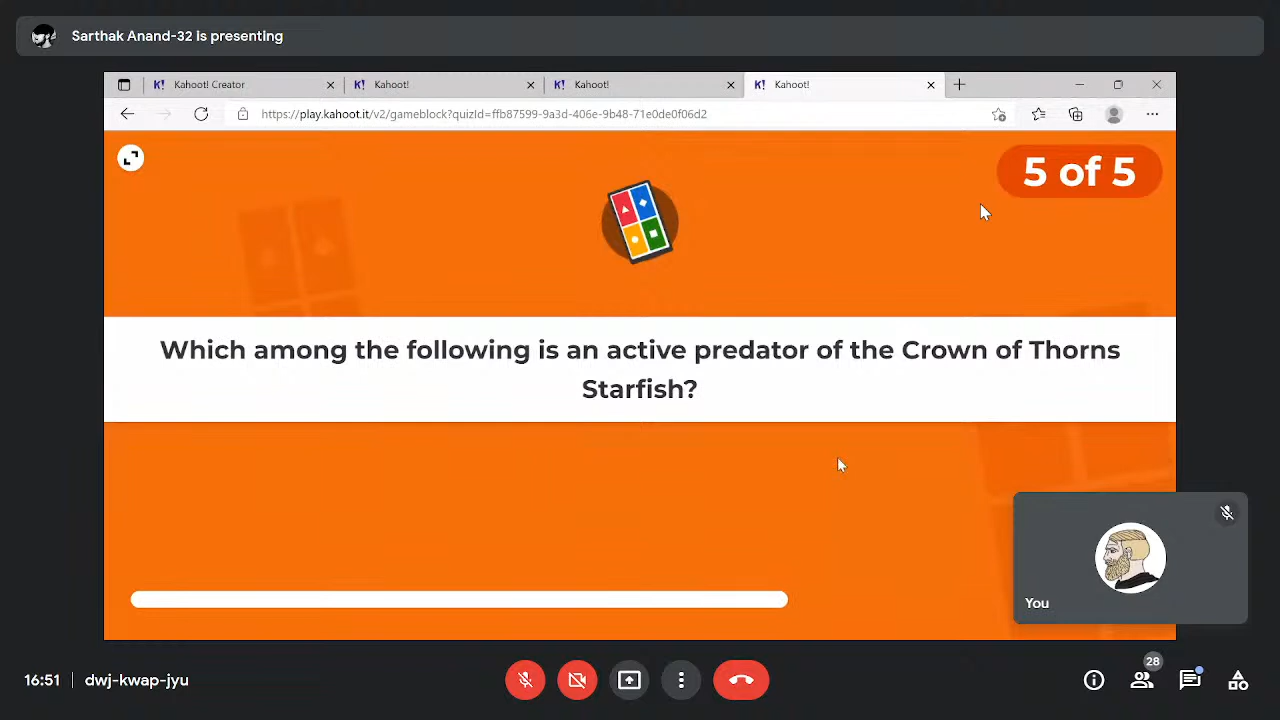 Sarthak Anand-32 is presenting
K! Kahoot! Creator
K! Kahoot!
K! Kahoot!
K! Kahoot!
https://play.kahoot.it/v2/gameblock?quizId=ffb87599-9a3d-406e-9b48-71e0de0f06d2
5 of 5
Which among the following is an active predator of the Crown of Thorns
Starfish?
You
16:51 | dwj-kwap-jyu
28